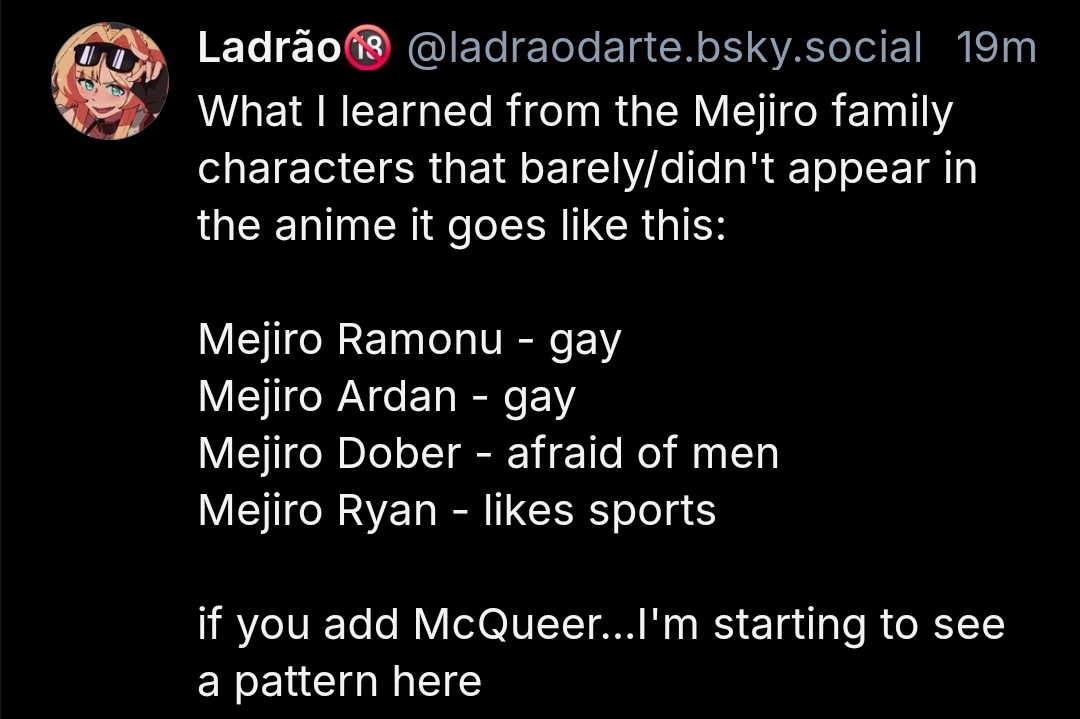 Ladrão🔞 @ladraodarte.bsky.social 19m
What I learned from the Mejiro family
characters that barely/didn't appear in
the anime it goes like this:
Mejiro Ramonu - gay
Mejiro Ardan - gay
Mejiro Dober - afraid of men
Mejiro Ryan - likes sports
if you add McQueer...I'm starting to see
a pattern here